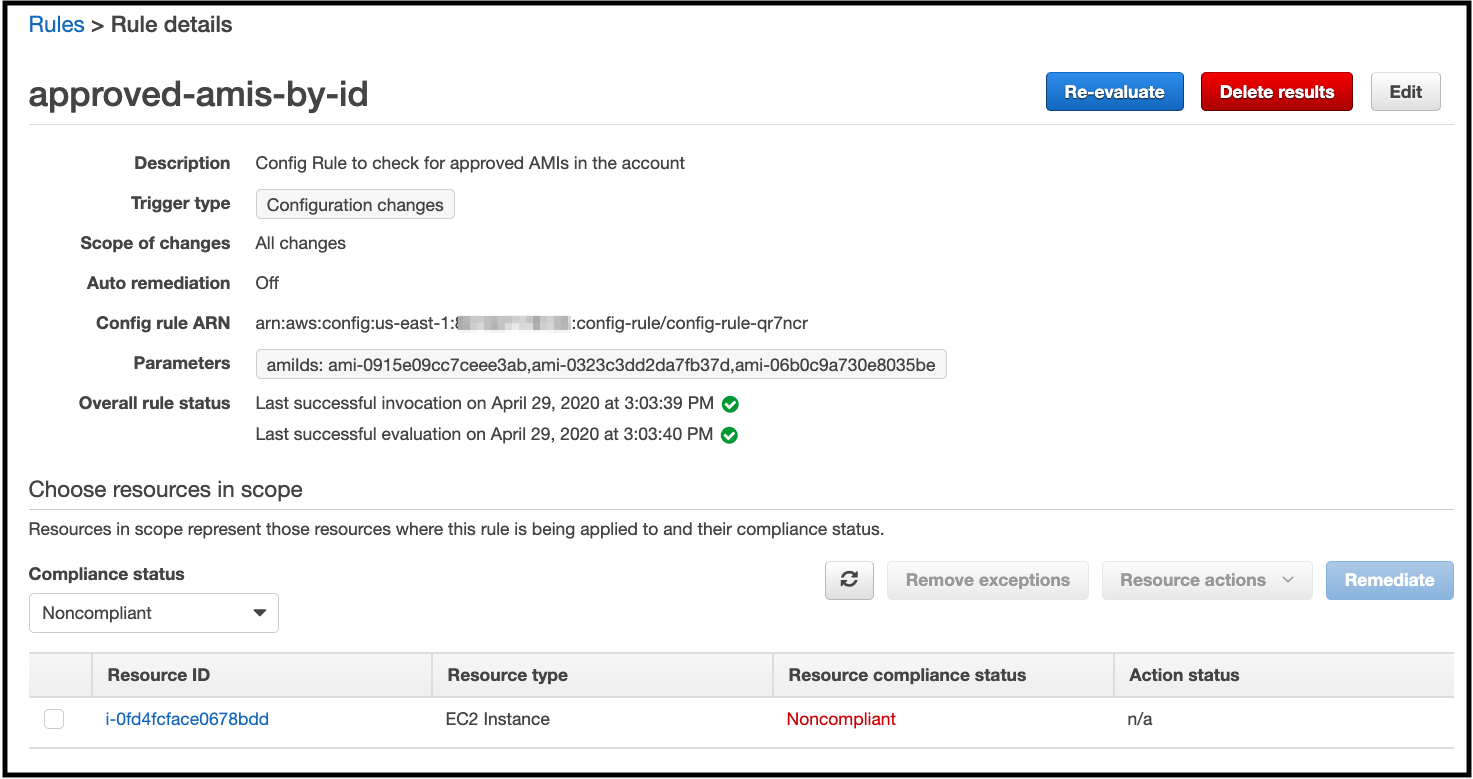 Rules > Rule details
approved-amis-by-id
Re-evaluate
Delete results
Edit
Description Config Rule to check for approved AMIs in the account
Trigger type Configuration changes
Scope of changes All changes
Auto remediation Off
Config rule ARN arn:aws:config:us-east-1: :config-rule/config-rule-qr7ncr
Parameters amiIds: ami-0915e09cc7ceee3ab,ami-0323c3dd2da7fb37d,ami-06b0c9a730e8035be
Overall rule status Last successful invocation on April 29, 2020 at 3:03:39 PM
Last successful evaluation on April 29, 2020 at 3:03:40 PM
Choose resources in scope
Resources in scope represent those resources where this rule is being applied to and their compliance status.
Compliance status
Remove exceptions
Resource actions
Remediate
Noncompliant
Resource ID Resource type Resource compliance status Action status
i-0fd4fcface0678bdd EC2 Instance Noncompliant n/a